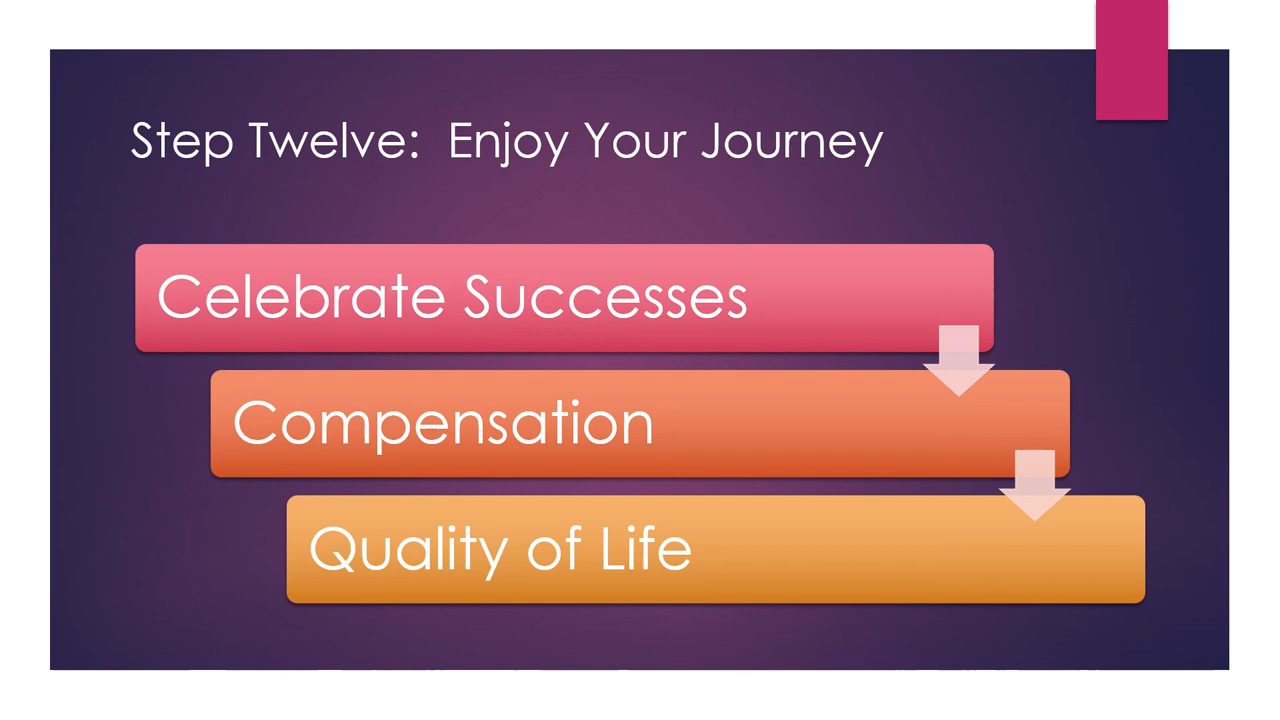 Step Twelve:  Enjoy Your Journey
Celebrate Successes
Compensation
Quality of Life